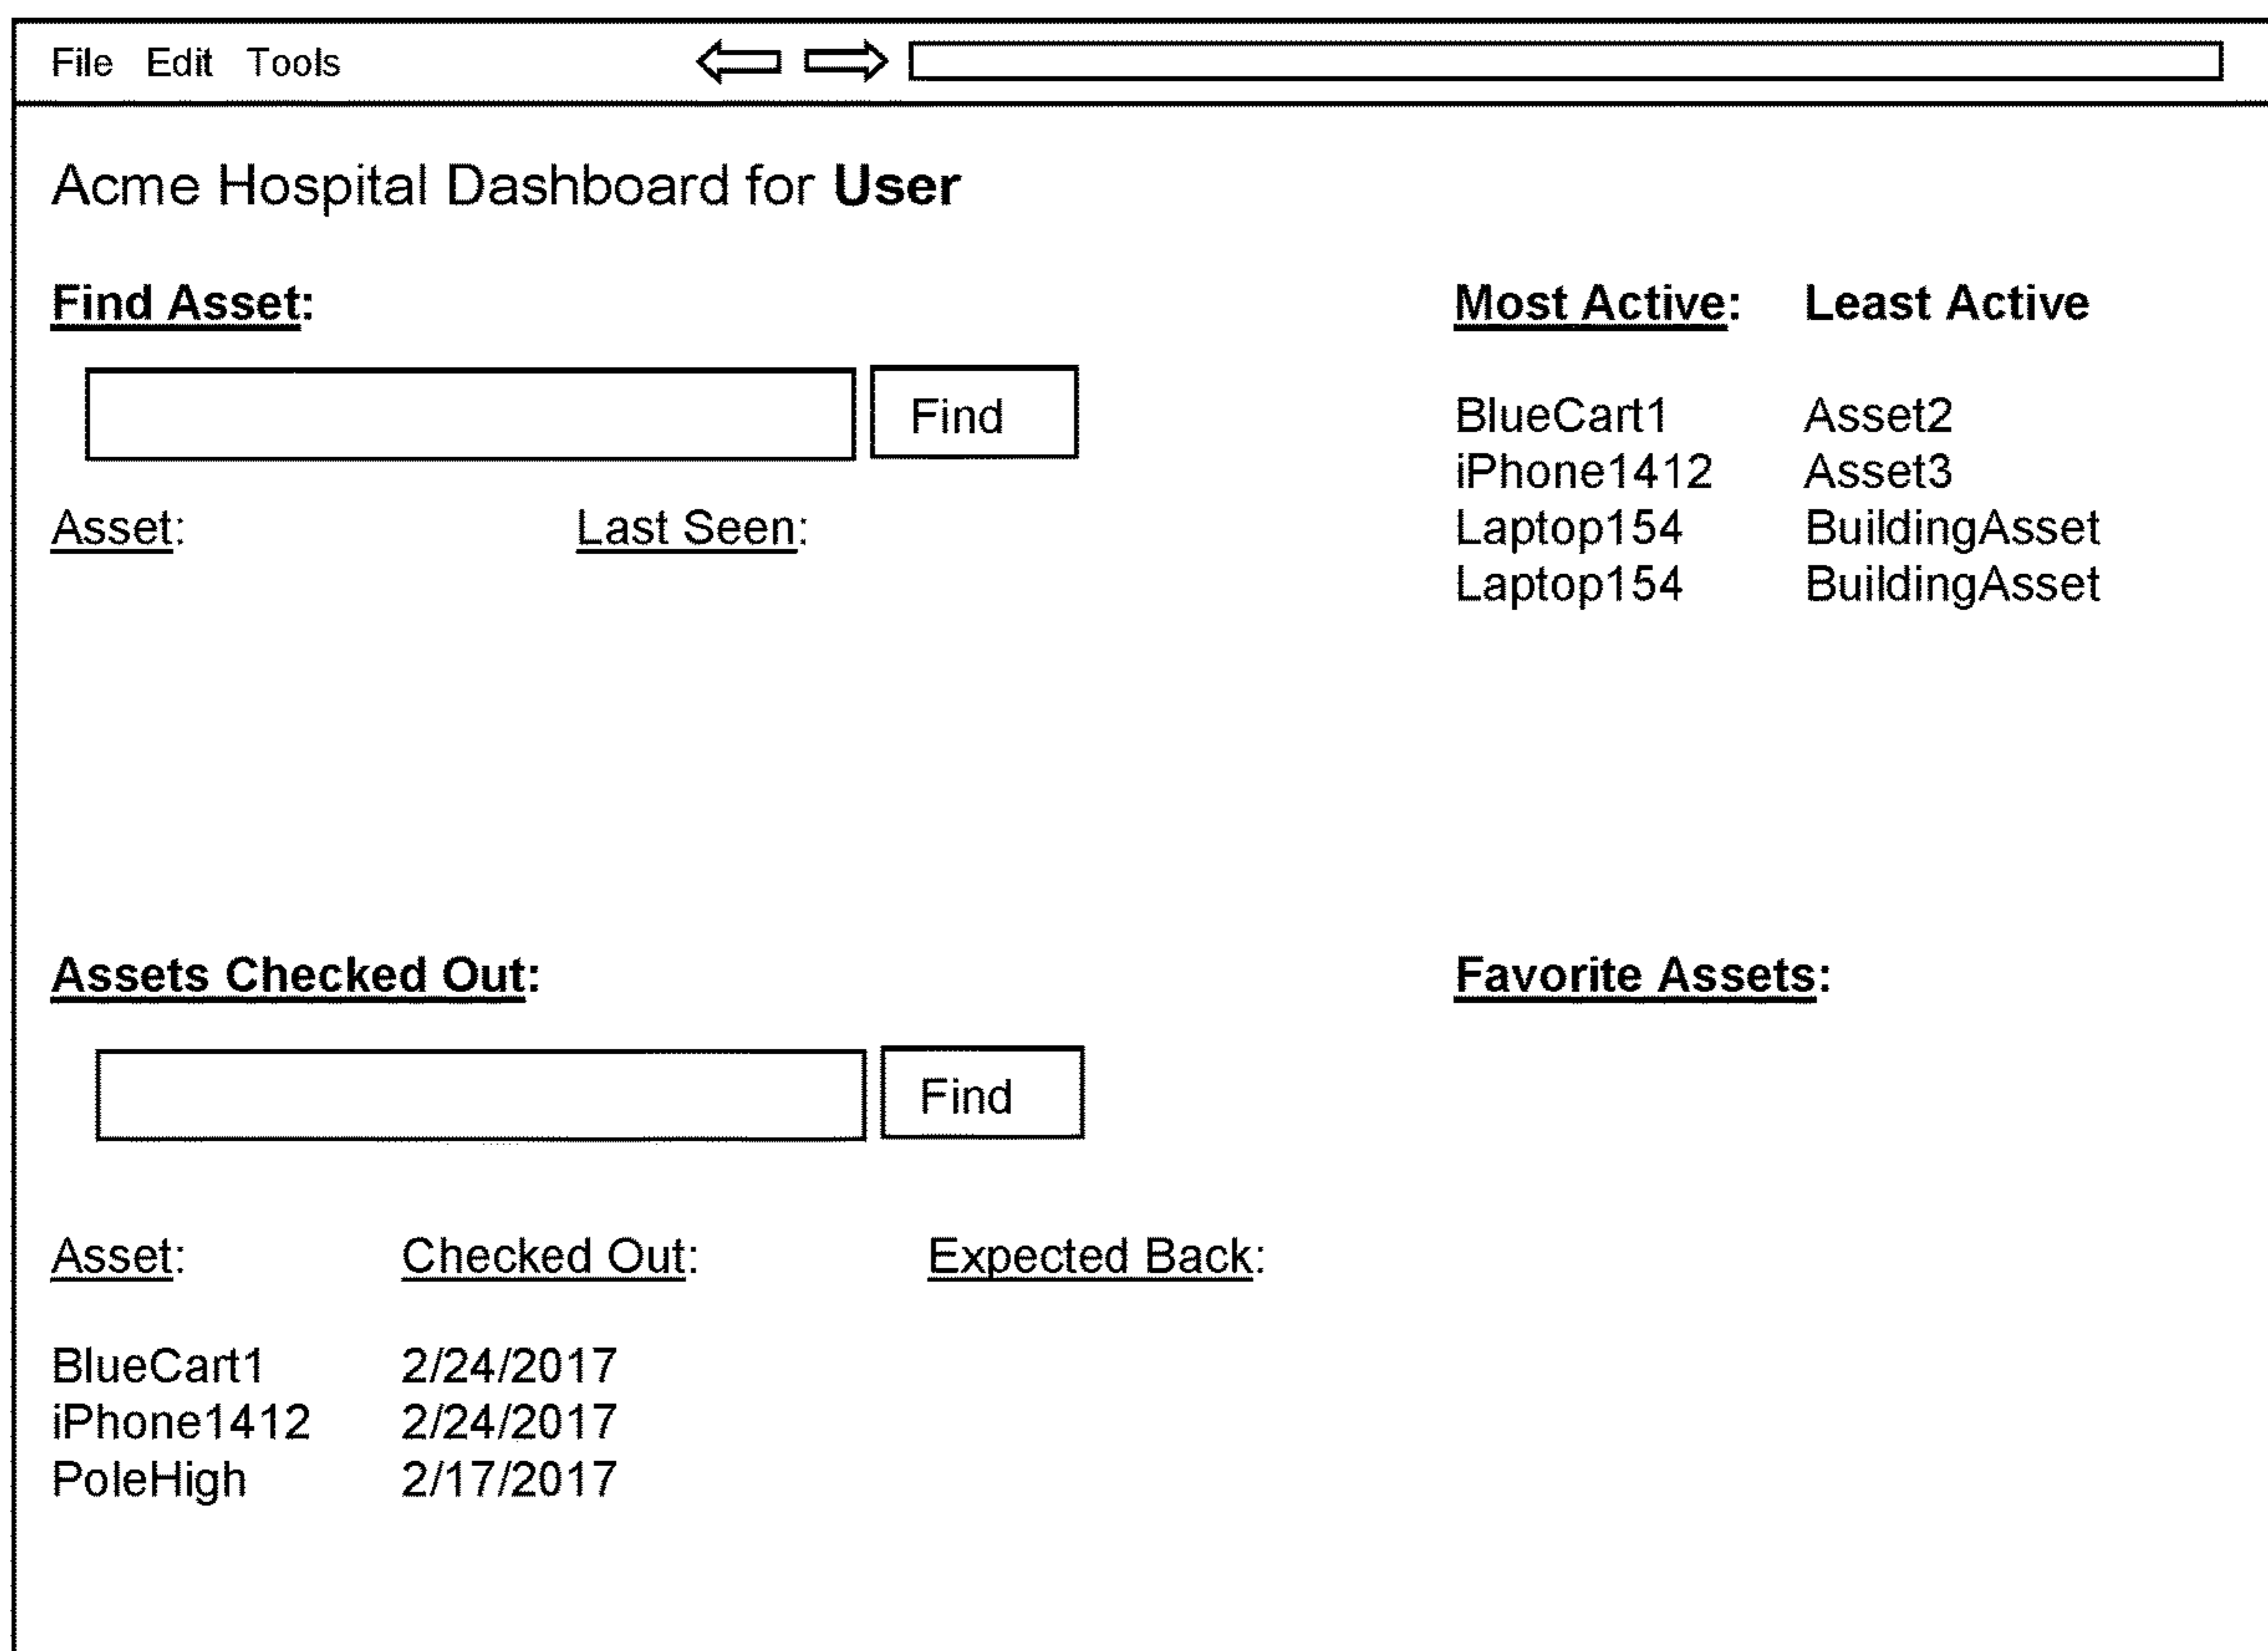 File Edit Tools
Acme Hospital Dashboard for User
Find Asset:
Find
Asset: Last Seen:
Most Active: Least Active
BlueCart1 Asset2
iPhone1412 Asset3
Laptop154 BuildingAsset
Laptop154 BuildingAsset
Assets Checked Out:
Find
Asset: Checked Out: Expected Back:
BlueCart1 2/24/2017
iPhone1412 2/24/2017
PoleHigh 2/17/2017
Favorite Assets: